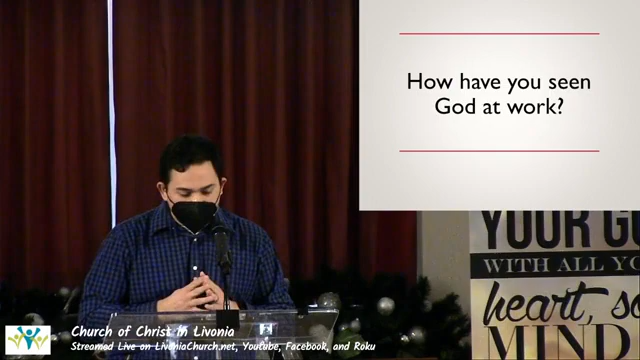 How have you seen
God at work?
YOUR GO
WITH ALL YO
heart, so
MIND
Church of Christ in Livonia
Streamed Live on LivoniaChurch.net, Youtube, Facebook, and Roku